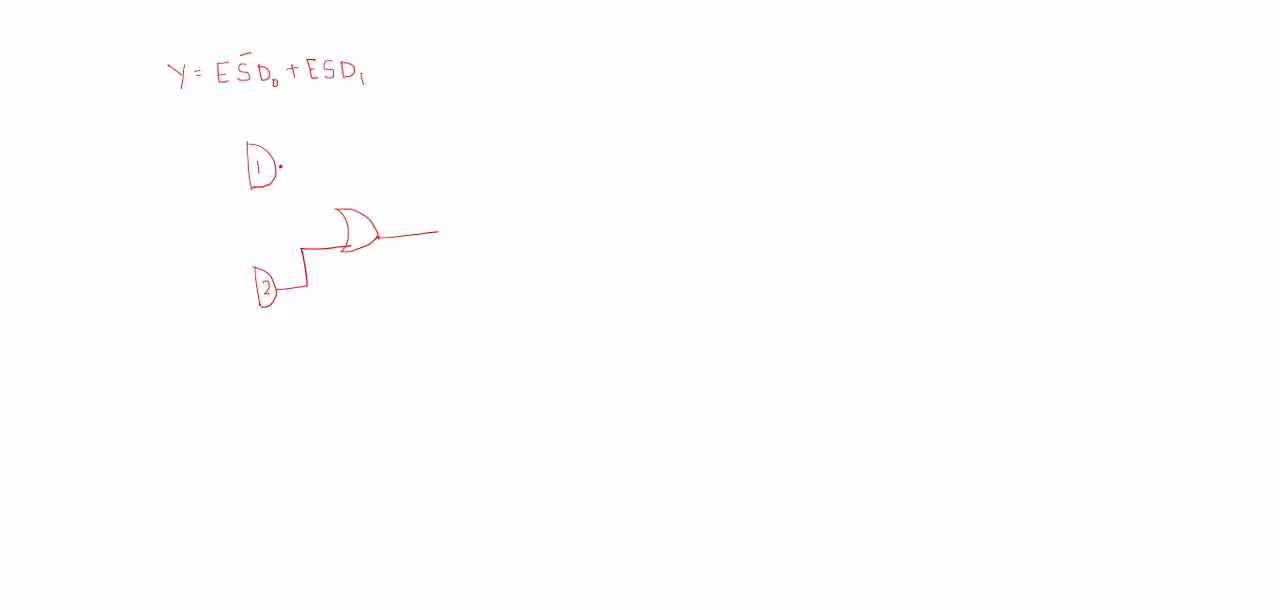 Y = ES̅D₀ + ESD₁
1
2